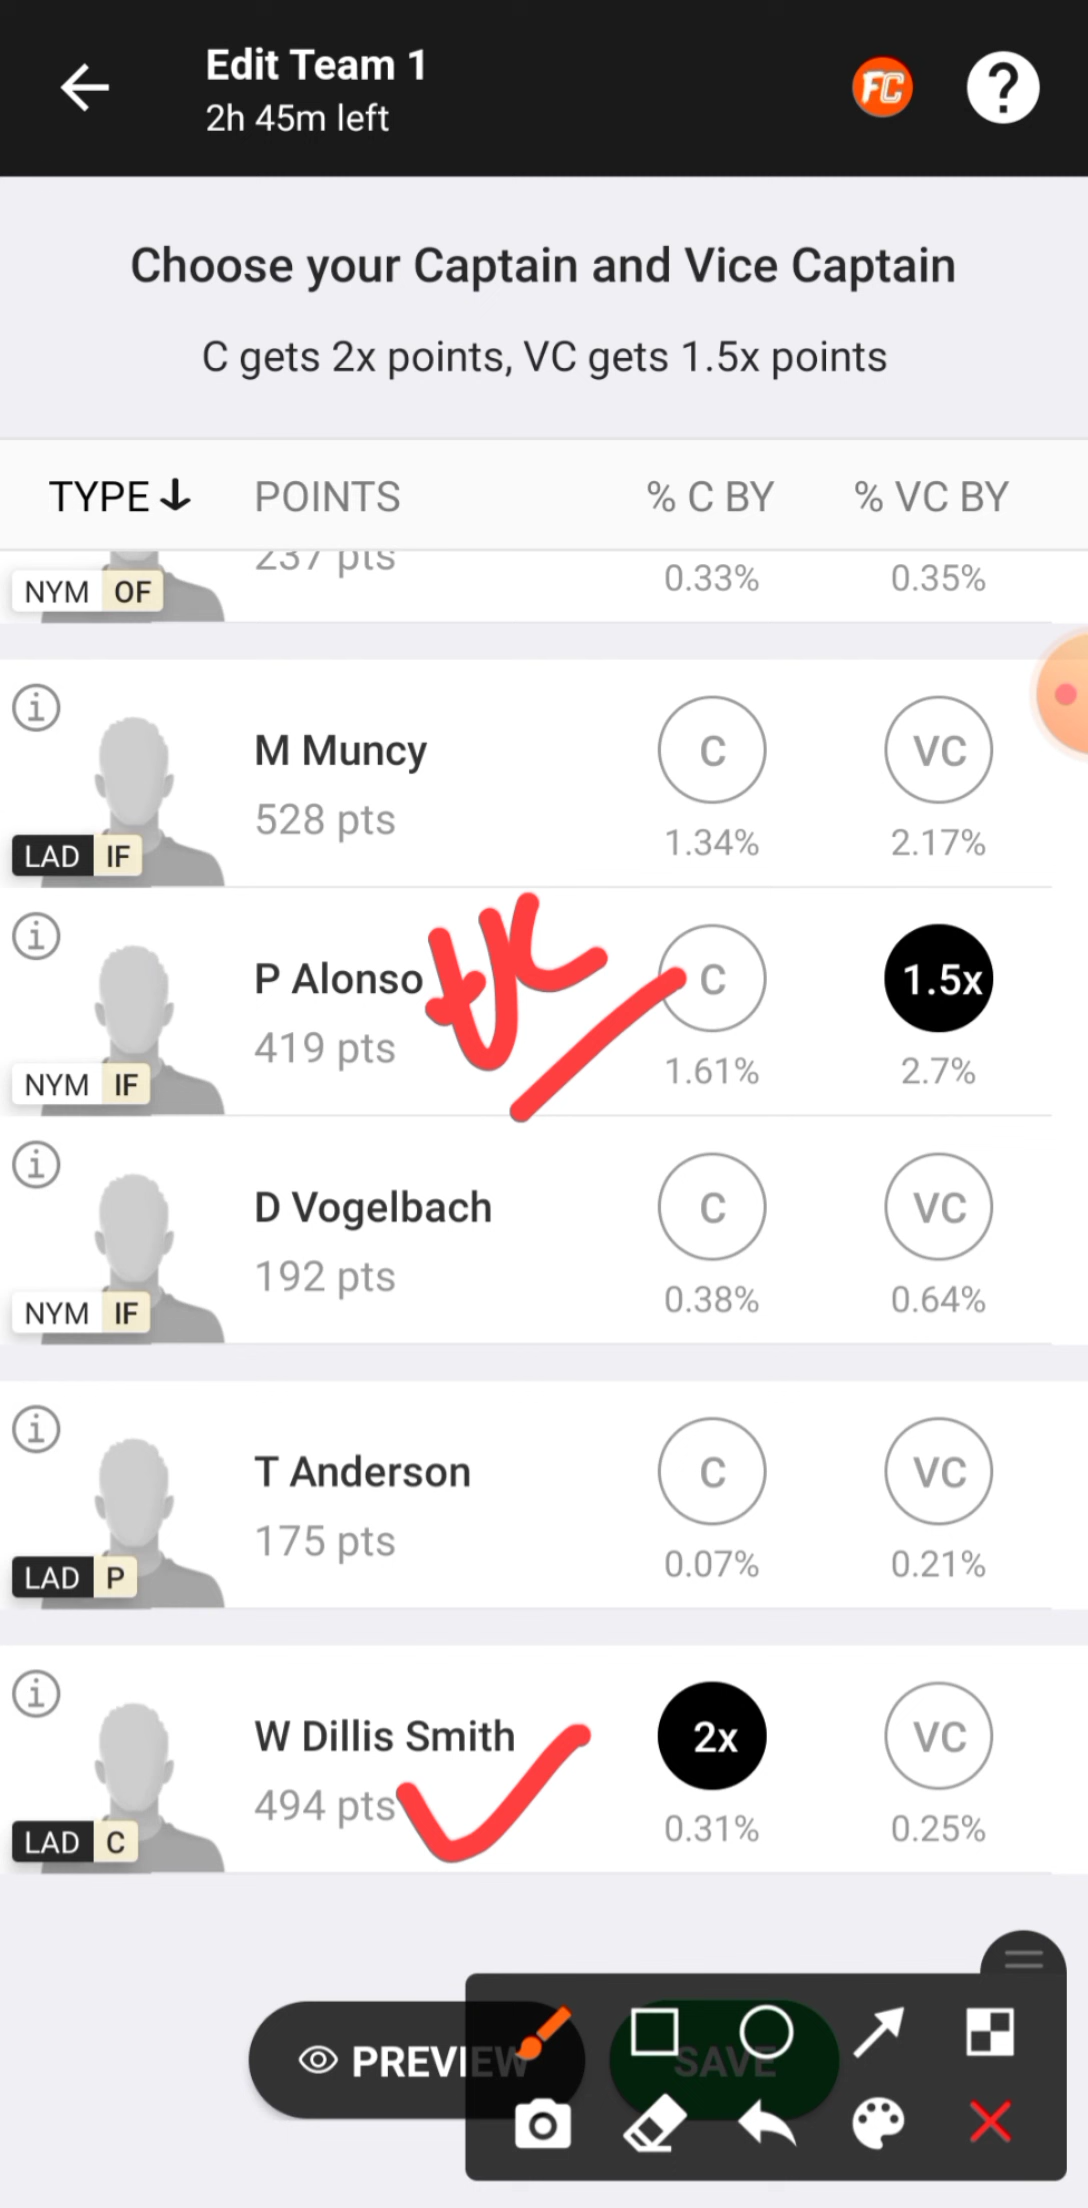 Edit Team 1
2h 45m left
FC
?
Choose your Captain and Vice Captain
C gets 2x points, VC gets 1.5x points
TYPE POINTS % C BY % VC BY
237 pts
NYM OF 0.33% 0.35%
M Muncy C VC
528 pts 1.34% 2.17%
LAD IF
P Alonso C 1.5x
419 pts 1.61% 2.7%
NYM IF
D Vogelbach C VC
192 pts 0.38% 0.64%
NYM IF
T Anderson C VC
175 pts 0.07% 0.21%
LAD P
W Dillis Smith 2x VC
494 pts 0.31% 0.25%
LAD C
PREVIEW SAVE